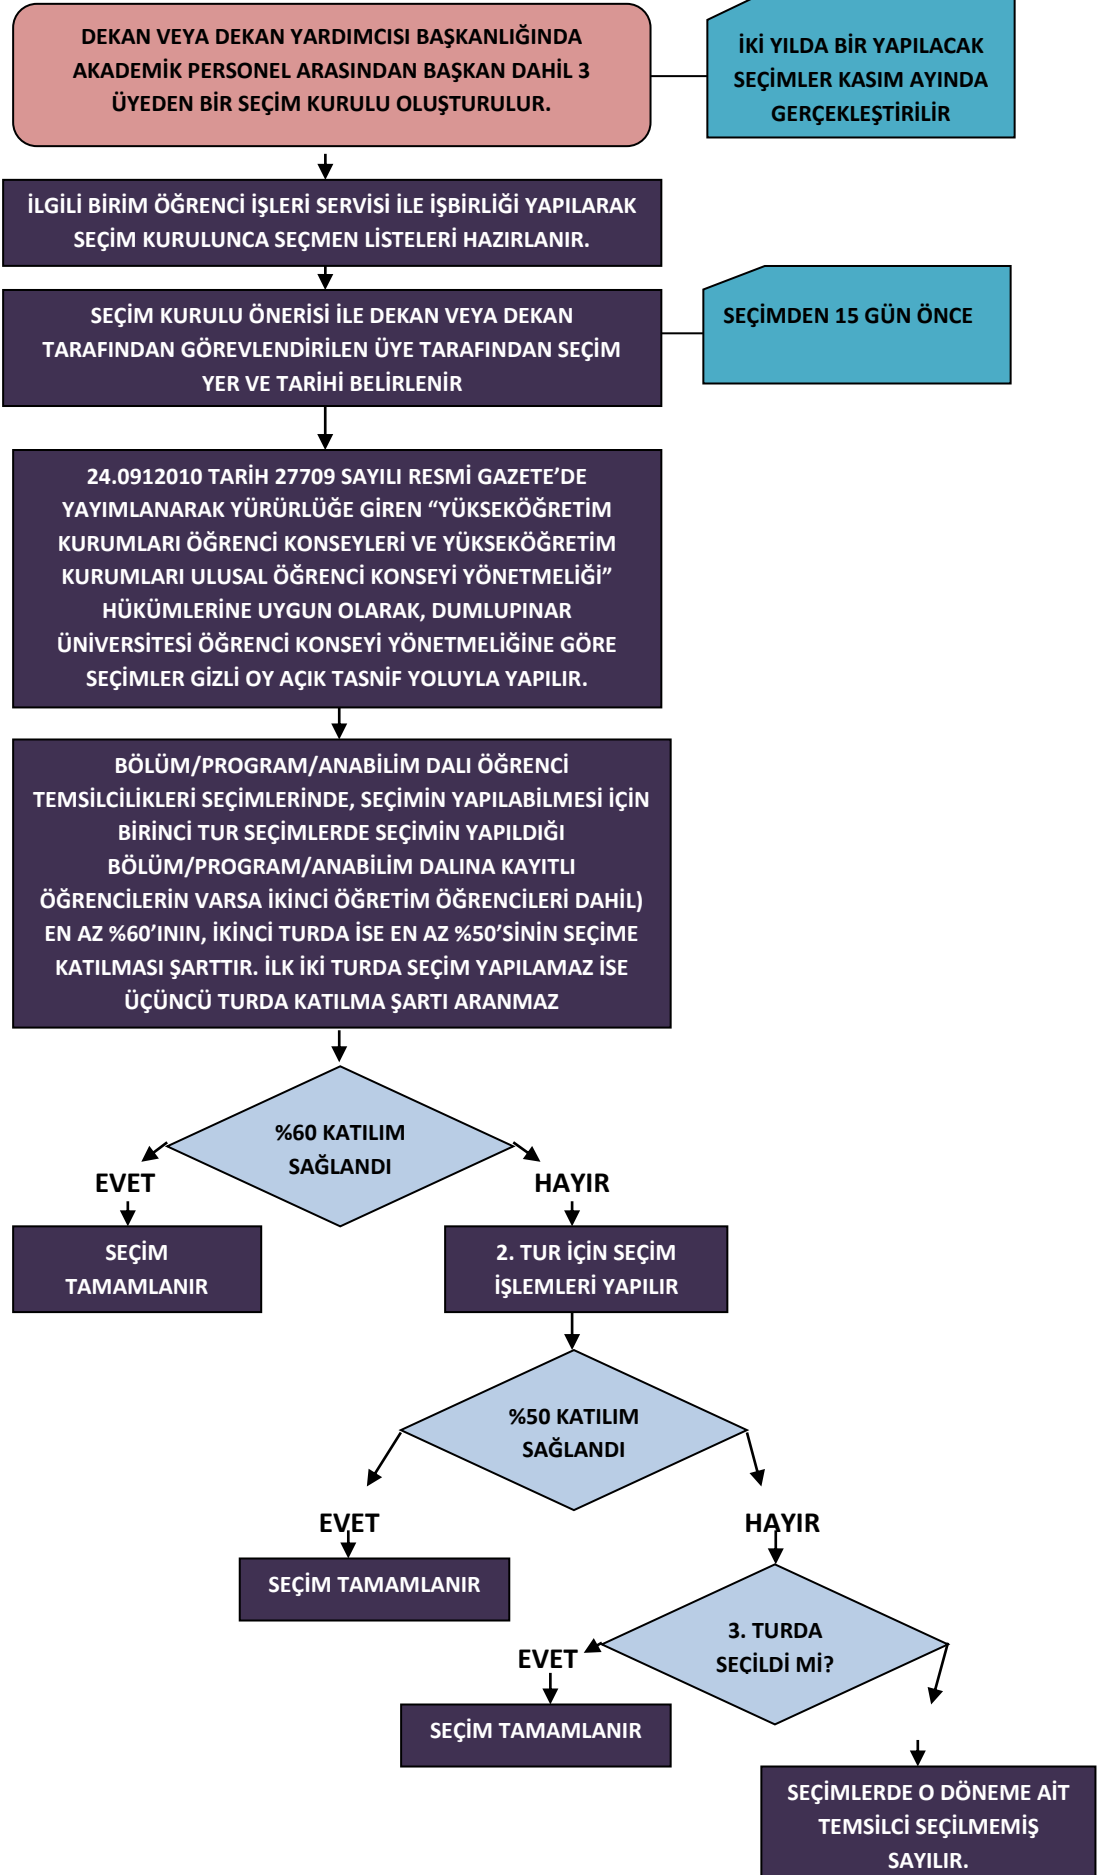 DEKAN VEYA DEKAN YARDIMCISI BAŞKANLIĞINDA
AKADEMİK PERSONEL ARASINDAN BAŞKAN DAHİL 3
ÜYEDEN BİR SEÇİM KURULU OLUŞTURULUR.
İKİ YILDA BİR YAPILACAK
SEÇİMLER KASIM AYINDA
GERÇEKLEŞTİRİLİR
İLGİLİ BİRİM ÖĞRENCİ İŞLERİ SERVİSİ İLE İŞBİRLİĞİ YAPILARAK
SEÇİM KURULUNCA SEÇMEN LİSTELERİ HAZIRLANIR.
SEÇİM KURULU ÖNERİSİ İLE DEKAN VEYA DEKAN
TARAFINDAN GÖREVLENDİRİLEN ÜYE TARAFINDAN SEÇİM
YER VE TARİHİ BELİRLENİR
SEÇİMDEN 15 GÜN ÖNCE
24.0912010 TARİH 27709 SAYILI RESMİ GAZETE’DE
YAYIMLANARAK YÜRÜRLÜĞE GİREN “YÜKSEKÖĞRETİM
KURUMLARI ÖĞRENCİ KONSEYLERİ VE YÜKSEKÖĞRETİM
KURUMLARI ULUSAL ÖĞRENCİ KONSEYİ YÖNETMELİĞİ”
HÜKÜMLERİNE UYGUN OLARAK, DUMLUPINAR
ÜNİVERSİTESİ ÖĞRENCİ KONSEYİ YÖNETMELİĞİNE GÖRE
SEÇİMLER GİZLİ OY AÇIK TASNİF YOLUYLA YAPILIR.
BÖLÜM/PROGRAM/ANABİLİM DALI ÖĞRENCİ
TEMSİLCİLİKLERİ SEÇİMLERİNDE, SEÇİMİN YAPILABİLMESİ İÇİN
BİRİNCİ TUR SEÇİMLERDE SEÇİMİN YAPILDIĞI
BÖLÜM/PROGRAM/ANABİLİM DALINA KAYITLI
ÖĞRENCİLERİN VARSA İKİNCİ ÖĞRETİM ÖĞRENCİLERİ DAHİL)
EN AZ %60’ININ, İKİNCİ TURDA İSE EN AZ %50’SİNİN SEÇİME
KATILMASI ŞARTTIR. İLK İKİ TURDA SEÇİM YAPILAMAZ İSE
ÜÇÜNCÜ TURDA KATILMA ŞARTI ARANMAZ
%60 KATILIM
SAĞLANDI
EVET
HAYIR
SEÇİM
TAMAMLANIR
2. TUR İÇİN SEÇİM
İŞLEMLERİ YAPILIR
%50 KATILIM
SAĞLANDI
EVET
HAYIR
SEÇİM TAMAMLANIR
3. TURDA
SEÇİLDİ Mİ?
EVET
SEÇİM TAMAMLANIR
SEÇİMLERDE O DÖNEME AİT
TEMSİLCİ SEÇİLMEMİŞ
SAYILIR.